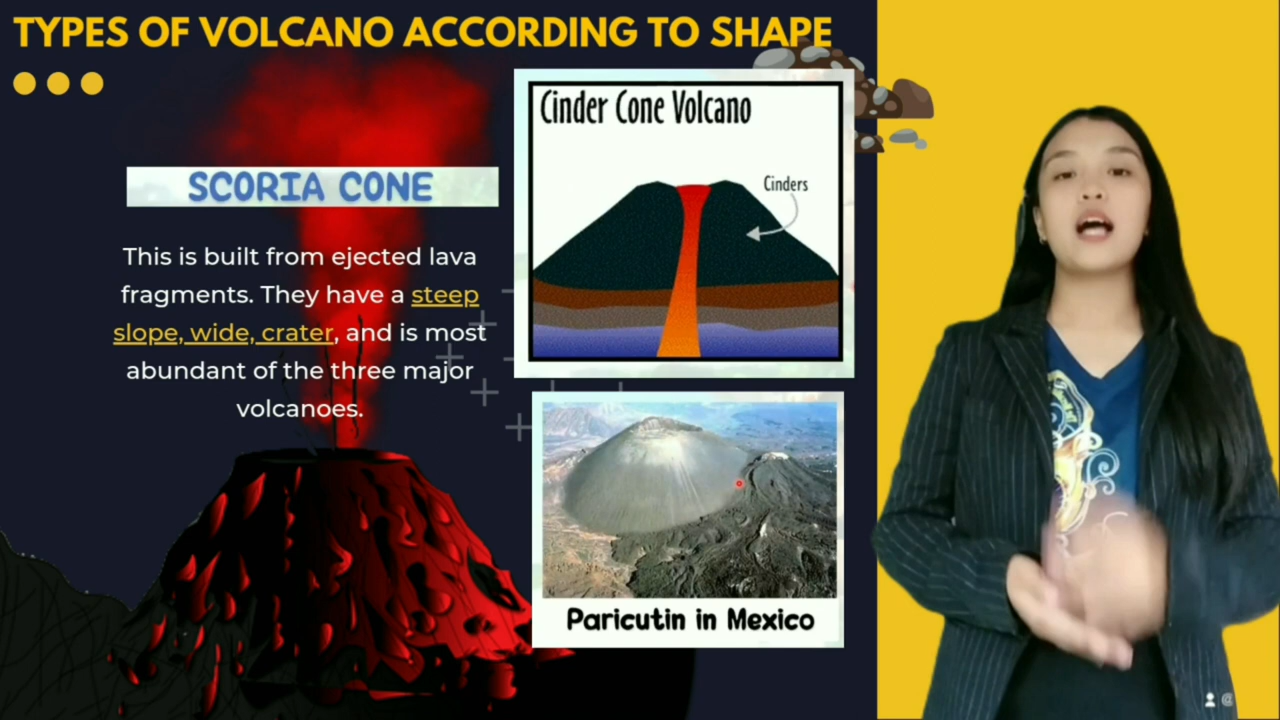 TYPES OF VOLCANO ACCORDING TO SHAPE
SCORIA CONE
This is built from ejected lava
fragments. They have a steep
slope, wide, crater, and is most
abundant of the three major
volcanoes.
Cinder Cone Volcano
Cinders
Paricutin in Mexico
@